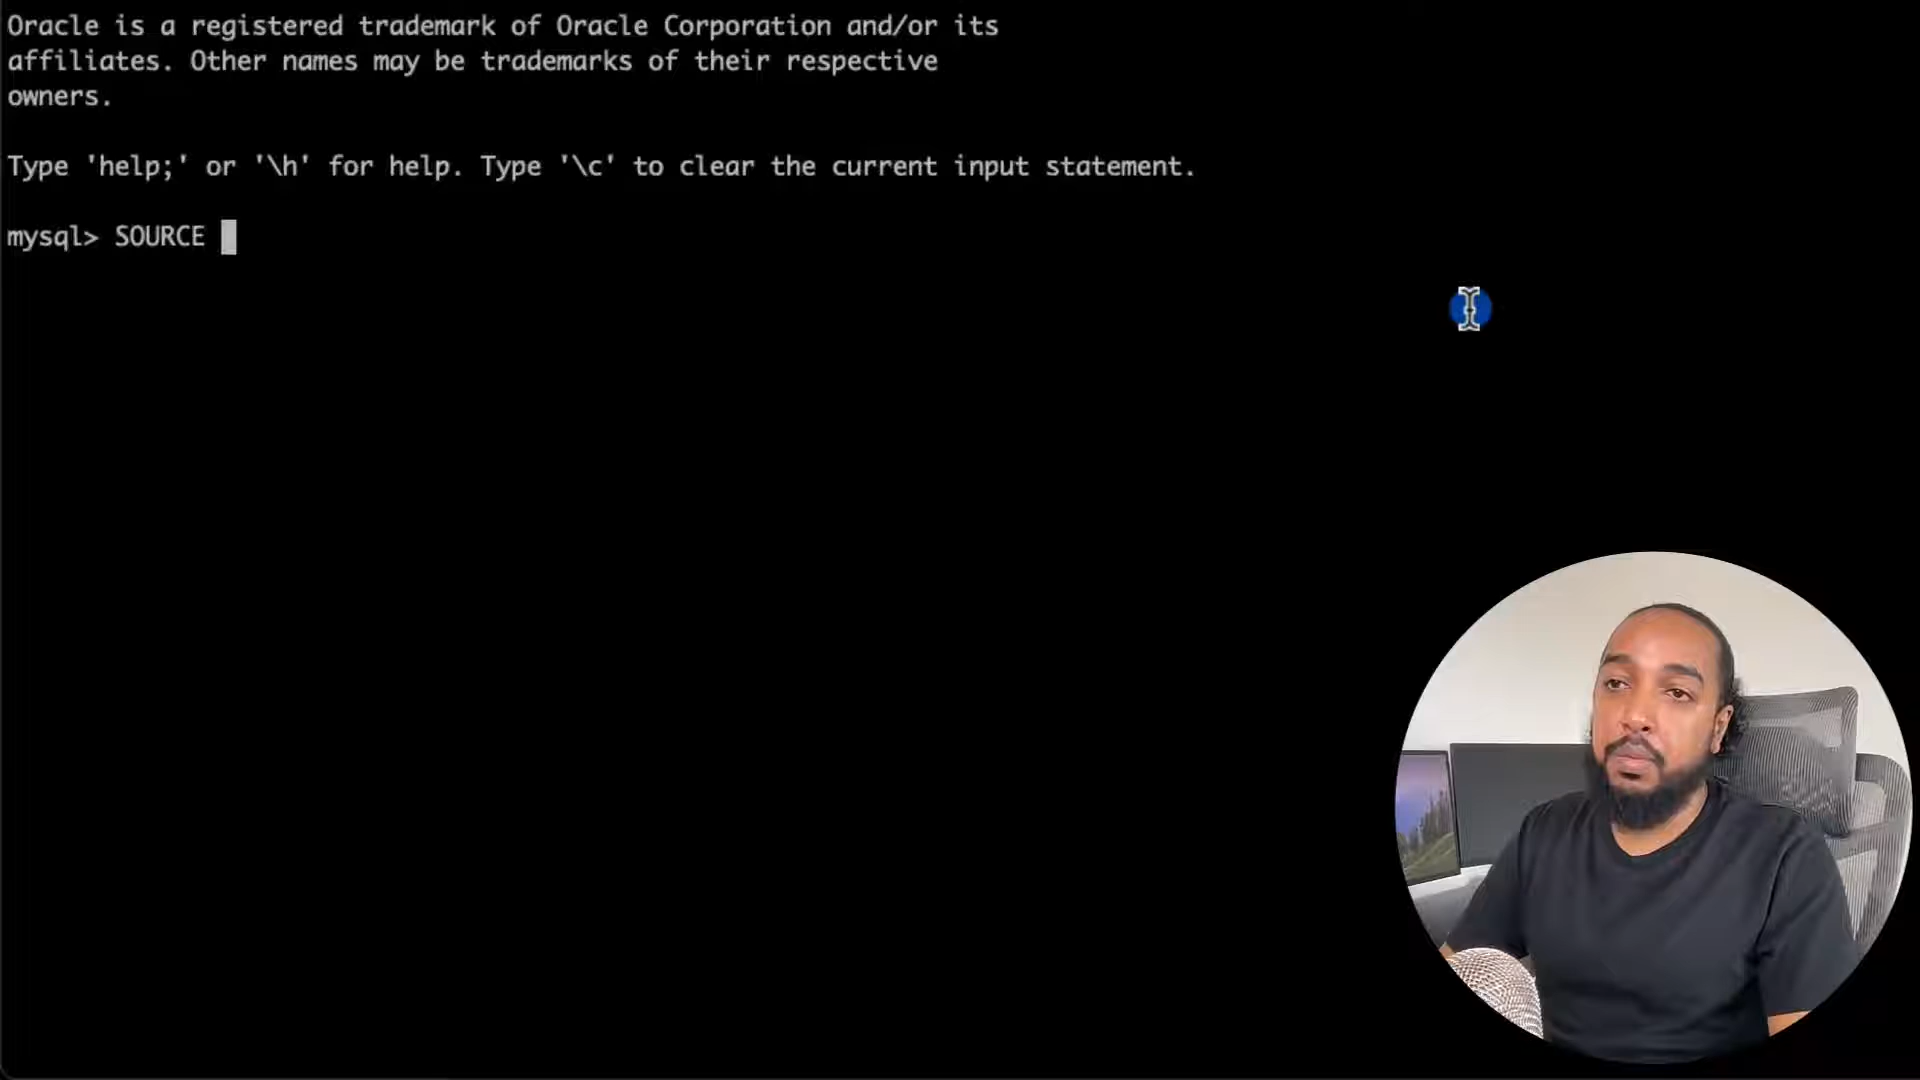 Oracle is a registered trademark of Oracle Corporation and/or its
affiliates. Other names may be trademarks of their respective
owners.
Type 'help;' or '\h' for help. Type '\c' to clear the current input statement.
mysql> SOURCE